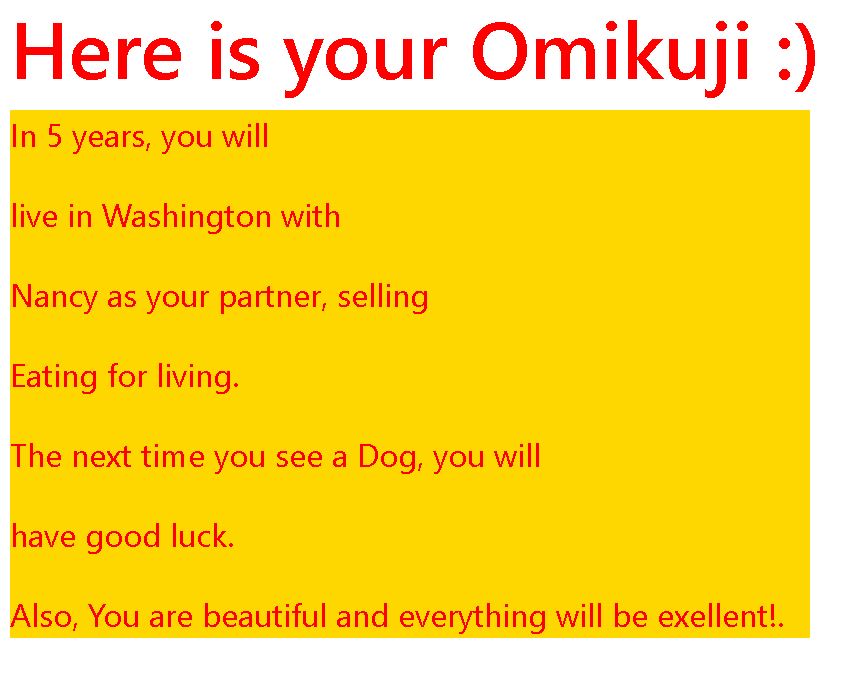 Here is your Omikuji :)
In 5 years, you will
live in Washington with
Nancy as your partner, selling
Eating for living.
The next time you see a Dog, you will
have good luck.
Also, You are beautiful and everything will be exellent!.